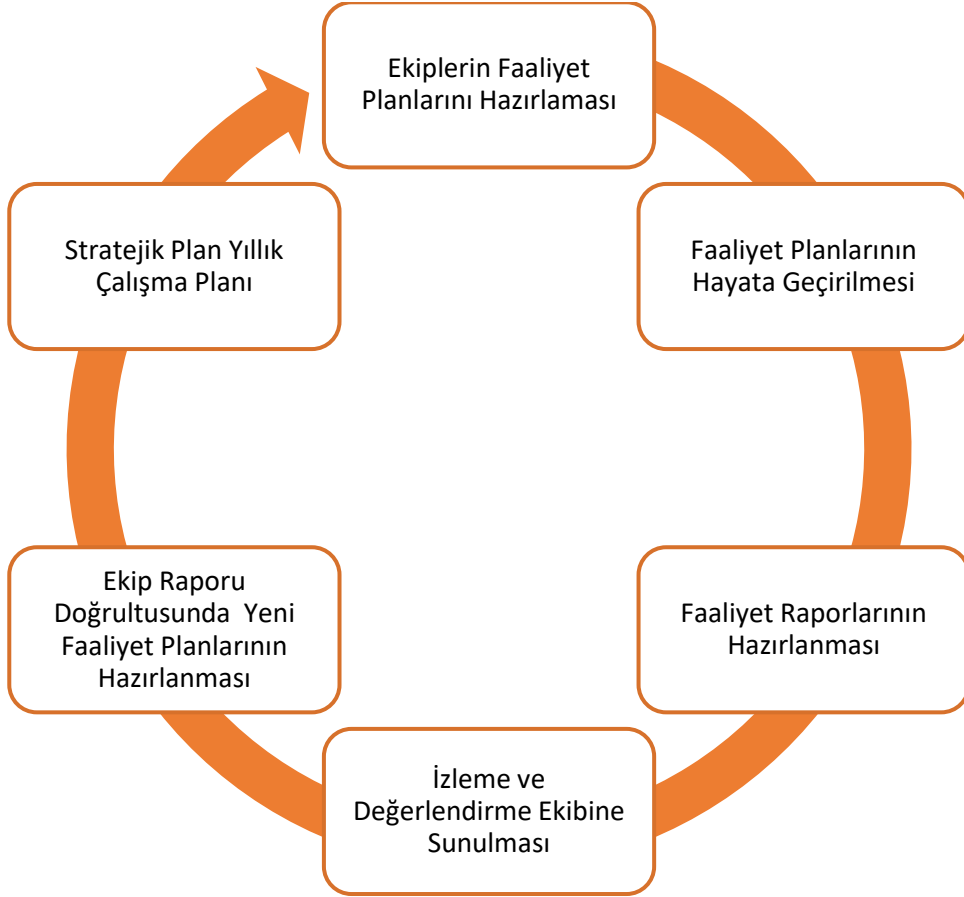 Ekiplerin Faaliyet
Planlarını Hazırlaması
Faaliyet Planlarının
Hayata Geçirilmesi
Faaliyet Raporlarının
Hazırlanması
İzleme ve
Değerlendirme Ekibine
Sunulması
Ekip Raporu
Doğrultusunda  Yeni
Faaliyet Planlarının
Hazırlanması
Stratejik Plan Yıllık
Çalışma Planı